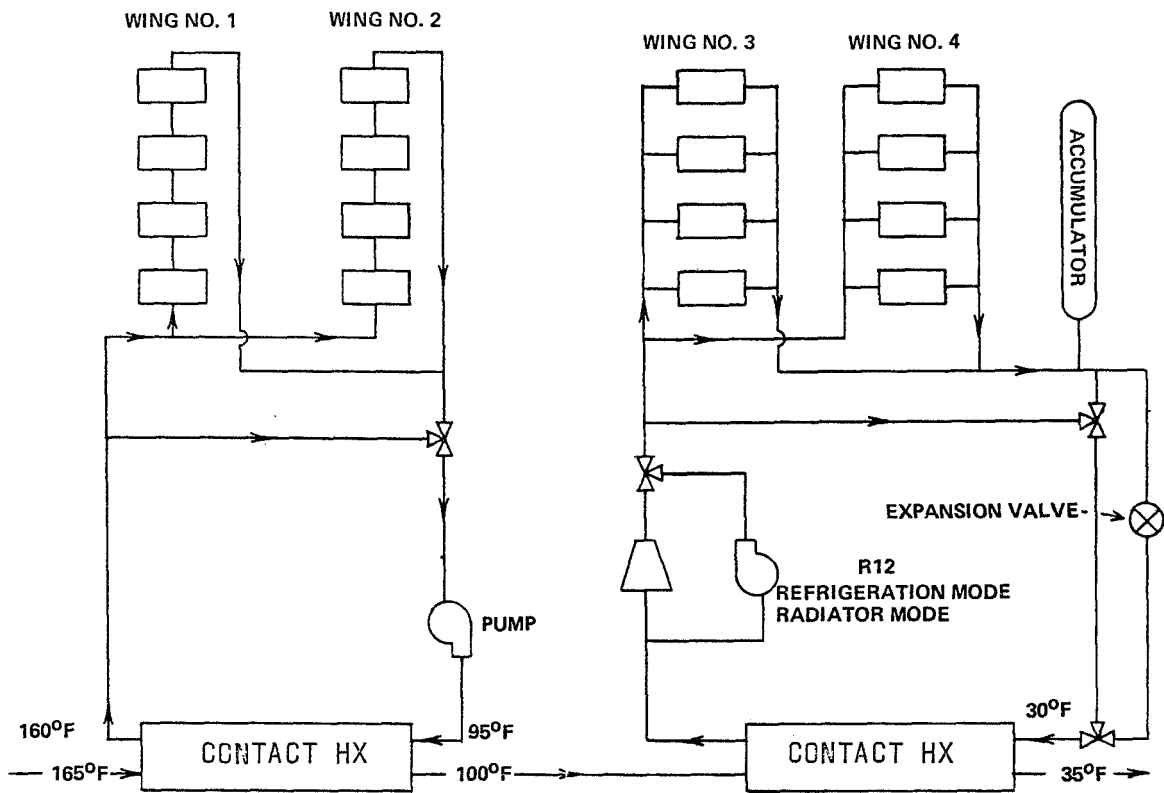 WING NO. 1
WING NO. 2
WING NO. 3
WING NO. 4
ACCUMULATOR
EXPANSION VALVE-
R12
REFRIGERATION MODE
RADIATOR MODE
PUMP
160°F
95°F
30°F
CONTACT HX
CONTACT HX
165°F
100°F
35°F